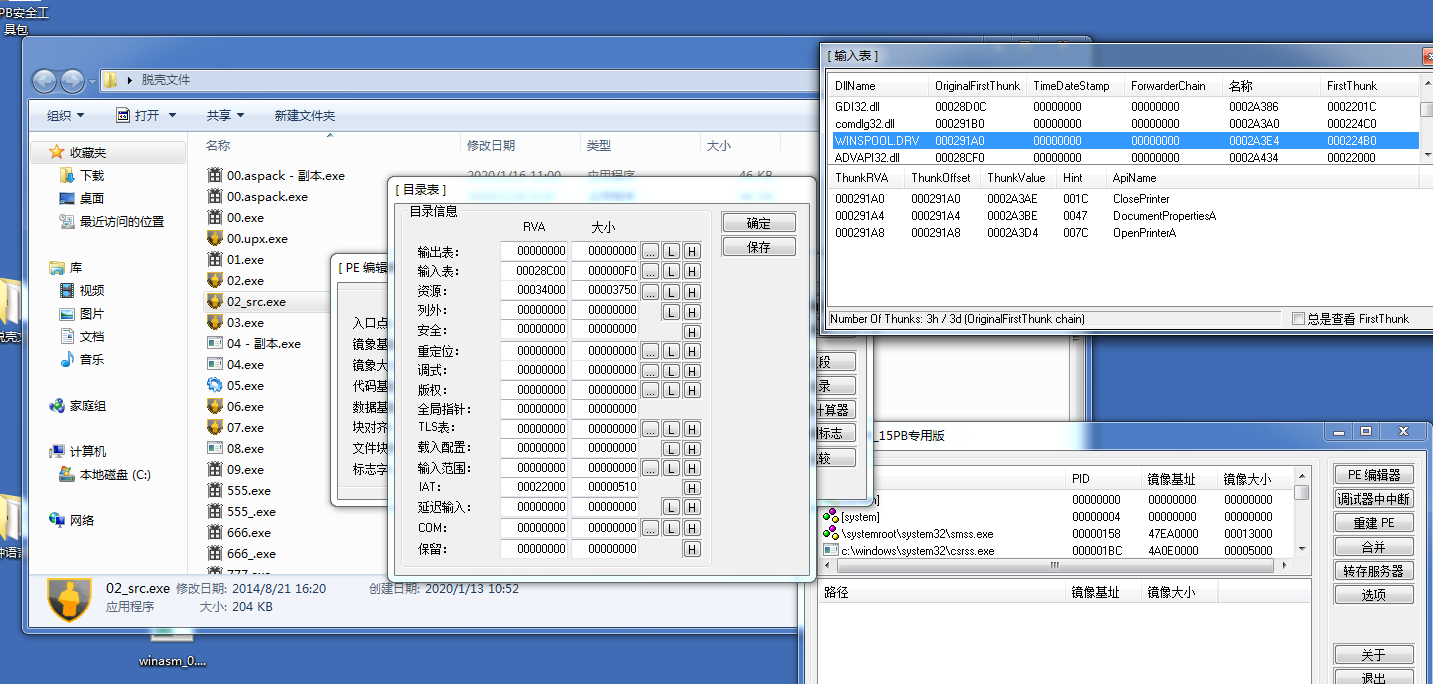 PB安全工
具包
脱壳文件
组织 打开 共享 新建文件夹
收藏夹
下载
桌面
最近访问的位置
库
视频
图片
文档
音乐
家庭组
计算机
本地磁盘 (C:)
网络
名称 修改日期 类型 大小
00.aspack - 副本.exe 2020/1/16 11:00 应用程序 46 KB
00.aspack.exe
00.exe
00.upx.exe
01.exe
02.exe
02_src.exe
03.exe
04 - 副本.exe
04.exe
05.exe
06.exe
07.exe
08.exe
09.exe
555.exe
555_.exe
666.exe
666_.exe
777.exe
02_src.exe 修改日期: 2014/8/21 16:20 创建日期: 2020/1/13 10:52
应用程序 大小: 204 KB
winasm_0....
[ PE 编辑
入口点
镜像基
镜像大
代码基
数据基
块对齐
文件块
标志字
段
录
计算器
标志
较
[ 目录表 ]
目录信息
RVA 大小
输出表: 00000000 00000000 ... L H
输入表: 00028C00 000000F0 ... L H
资源: 00034000 00003750 ... L H
列外: 00000000 00000000 L H
安全: 00000000 00000000 H
重定位: 00000000 00000000 ... L H
调式: 00000000 00000000 ... L H
版权: 00000000 00000000 ... L H
全局指针: 00000000 00000000
TLS表: 00000000 00000000 ... L H
载入配置: 00000000 00000000 L H
输入范围: 00000000 00000000 ... L H
IAT: 00022000 00000510 H
延迟输入: 00000000 00000000 L H
COM: 00000000 00000000 ... L H
保留: 00000000 00000000 H
确定
保存
[ 输入表 ]
DllName OriginalFirstThunk TimeDateStamp ForwarderChain 名称 FirstThunk
GDI32.dll 00028D0C 00000000 00000000 0002A386 0002201C
comdlg32.dll 000291B0 00000000 00000000 0002A3A0 000224C0
WINSPOOL.DRV 000291A0 00000000 00000000 0002A3E4 000224B0
ADVAPI32.dll 00028CF0 00000000 00000000 0002A434 00022000
ThunkRVA ThunkOffset ThunkValue Hint ApiName
000291A0 000291A0 0002A3AE 001C ClosePrinter
000291A4 000291A4 0002A3BE 0047 DocumentPropertiesA
000291A8 000291A8 0002A3D4 007C OpenPrinterA
Number Of Thunks: 3h / 3d (OriginalFirstThunk chain) 总是查看 FirstThunk
_15PB专用版
PID 镜像基址 镜像大小
00000000 00000000 00000000
[system] 00000004 00000000 00000000
\systemroot\system32\smss.exe 00000158 47EA0000 00013000
c:\windows\system32\csrss.exe 000001BC 4A0E0000 00005000
路径 镜像基址 镜像大小
PE 编辑器
调试器中中断
重建 PE
合并
转存服务器
选项
关于
退出